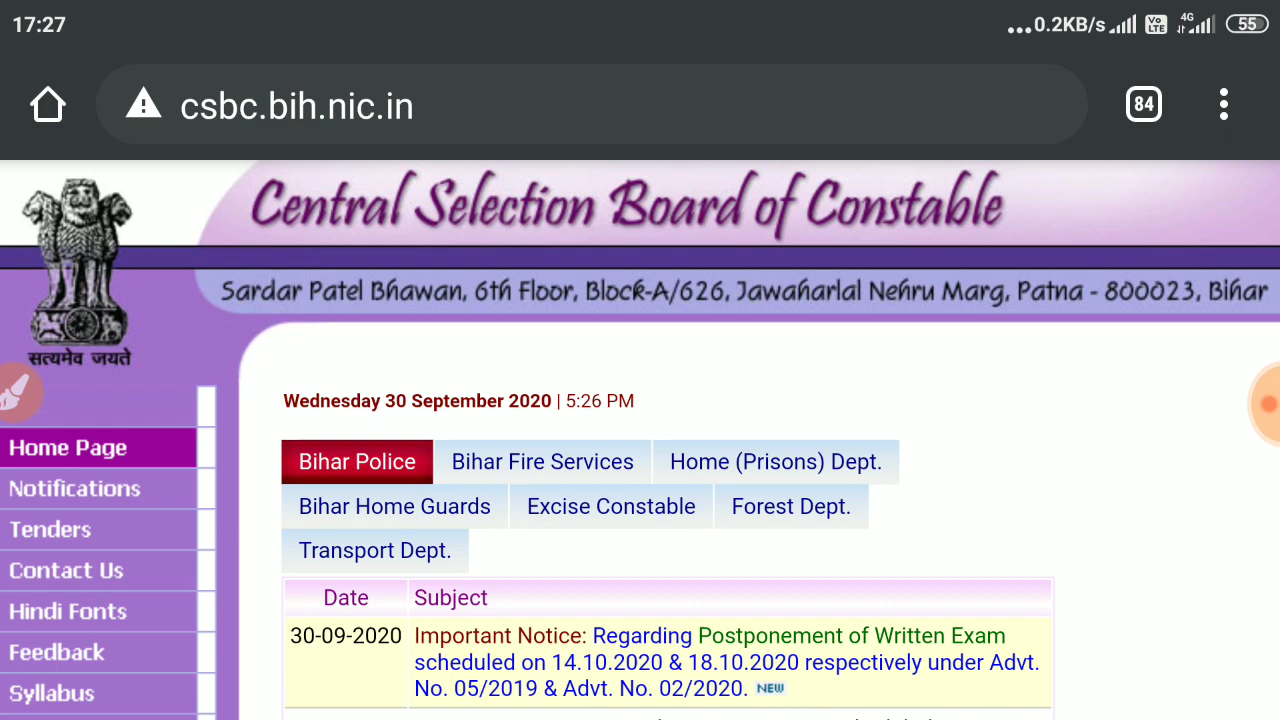 17:27
...0.2KB/s Vo LTE 4G 55
csbc.bih.nic.in
84
Central Selection Board of Constable
Sardar Patel Bhawan, 6th Floor, Block-A/626, Jawaharlal Nehru Marg, Patna - 800023, Bihar
सत्यमेव जयते
Wednesday 30 September 2020 | 5:26 PM
Home Page
Notifications
Tenders
Contact Us
Hindi Fonts
Feedback
Syllabus
Bihar Police Bihar Fire Services Home (Prisons) Dept.
Bihar Home Guards Excise Constable Forest Dept.
Transport Dept.
Date Subject
30-09-2020 Important Notice: Regarding Postponement of Written Exam
scheduled on 14.10.2020 & 18.10.2020 respectively under Advt.
No. 05/2019 & Advt. No. 02/2020. NEW